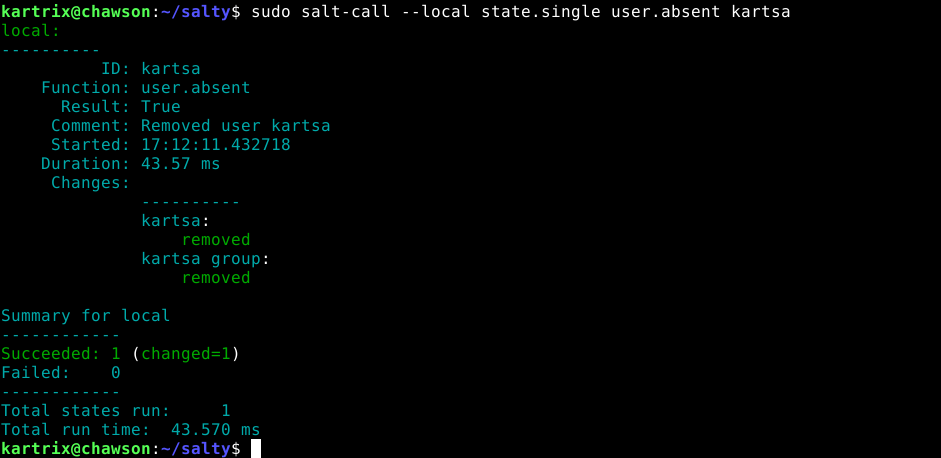 kartrix@chawson:~/salty$ sudo salt-call --local state.single user.absent kartsa
local:
----------
          ID: kartsa
    Function: user.absent
      Result: True
     Comment: Removed user kartsa
     Started: 17:12:11.432718
    Duration: 43.57 ms
     Changes:
              ----------
              kartsa:
                  removed
              kartsa group:
                  removed

Summary for local
------------
Succeeded: 1 (changed=1)
Failed:    0
------------
Total states run:     1
Total run time:  43.570 ms
kartrix@chawson:~/salty$